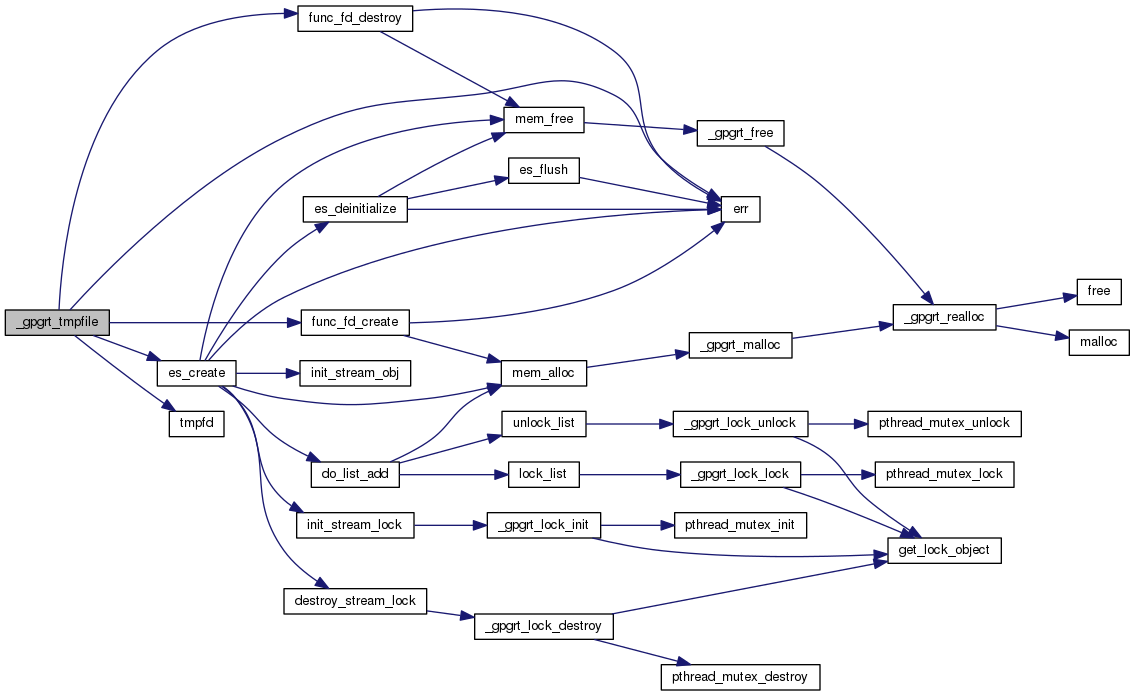 func_fd_destroy
mem_free
_gpgrt_free
es_flush
es_deinitialize
err
free
_gpgrt_tmpfile
func_fd_create
_gpgrt_realloc
malloc
_gpgrt_malloc
es_create
init_stream_obj
mem_alloc
tmpfd
unlock_list
_gpgrt_lock_unlock
pthread_mutex_unlock
do_list_add
lock_list
_gpgrt_lock_lock
pthread_mutex_lock
init_stream_lock
_gpgrt_lock_init
pthread_mutex_init
get_lock_object
destroy_stream_lock
_gpgrt_lock_destroy
pthread_mutex_destroy